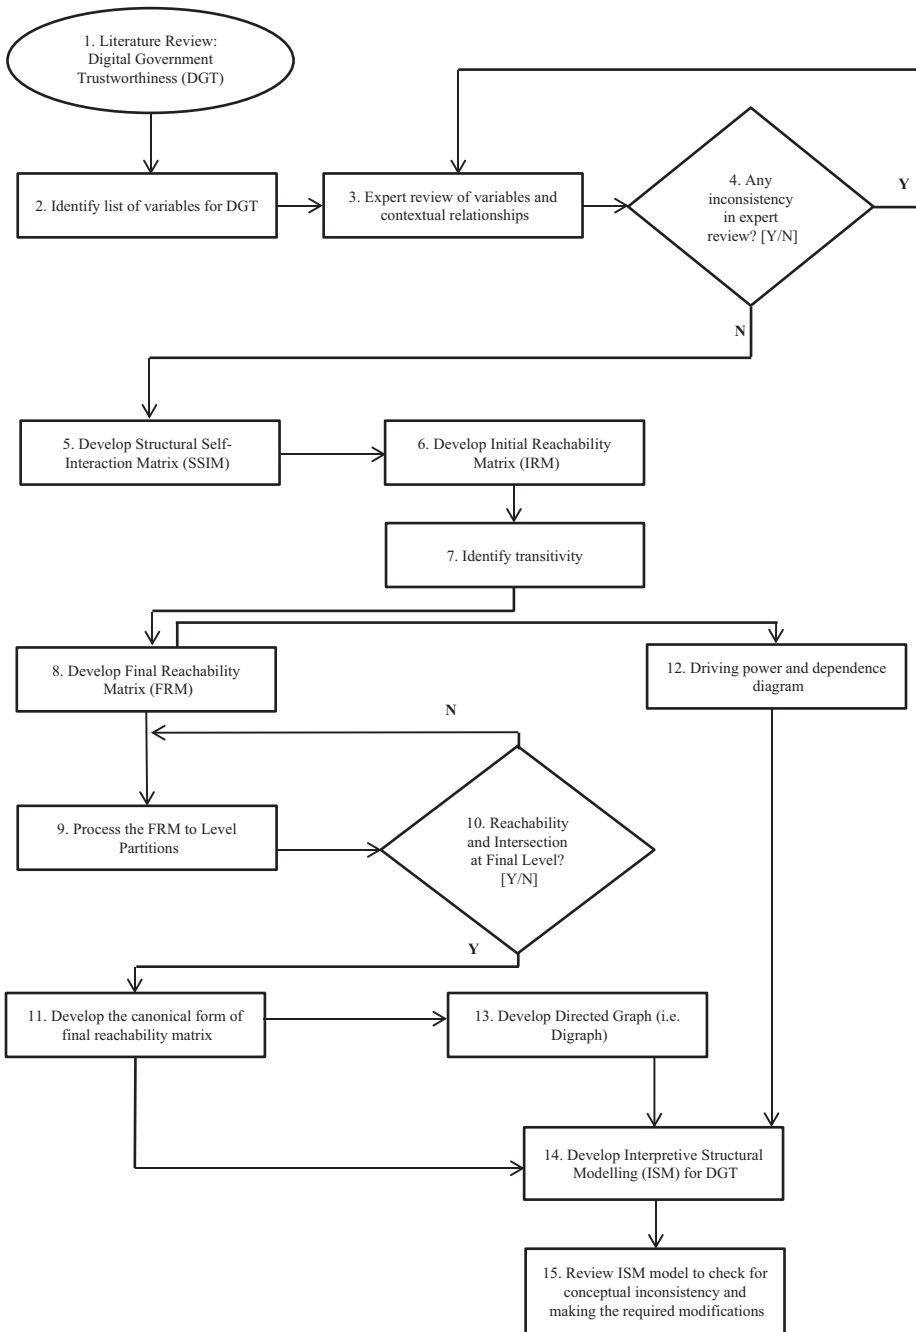 1. Literature Review:
Digital Government
Trustworthiness (DGT)
2. Identify list of variables for DGT
3. Expert review of variables and
contextual relationships
4. Any
inconsistency
in expert
review? [Y/N]
Y
N
5. Develop Structural Self-
Interaction Matrix (SSIM)
6. Develop Initial Reachability
Matrix (IRM)
7. Identify transitivity
8. Develop Final Reachability
Matrix (FRM)
12. Driving power and dependence
diagram
N
9. Process the FRM to Level
Partitions
10. Reachability
and Intersection
at Final Level?
[Y/N]
Y
11. Develop the canonical form of
final reachability matrix
13. Develop Directed Graph (i.e.
Digraph)
14. Develop Interpretive Structural
Modelling (ISM) for DGT
15. Review ISM model to check for
conceptual inconsistency and
making the required modifications